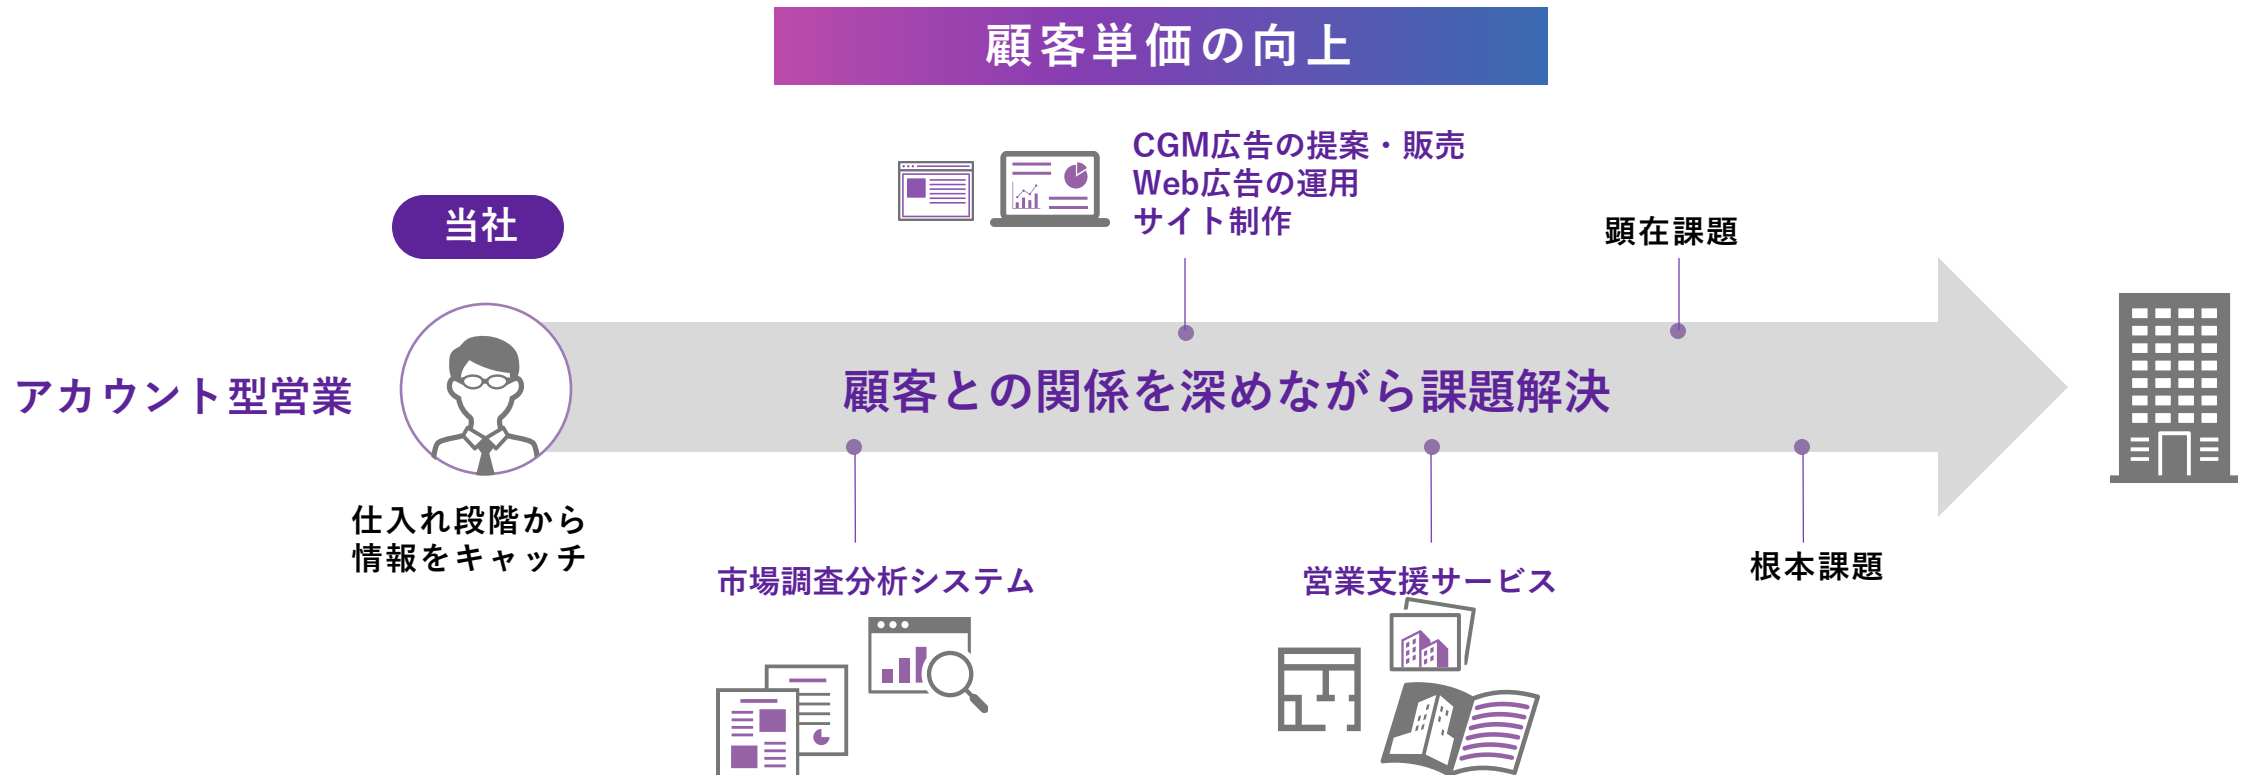 顧客単価の向上
CGM広告の提案・販売
Web広告の運用
サイト制作
当社
顕在課題
アカウント型営業
顧客との関係を深めながら課題解決
仕入れ段階から
情報をキャッチ
市場調査分析システム
営業支援サービス
根本課題